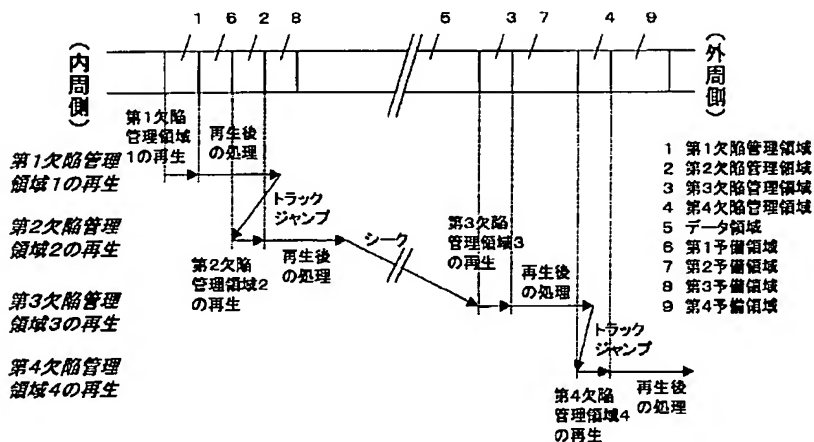 1 6 2 8 5 3 7 4 9
(内周側)
(外周側)
第1欠陥
管理領域
1の再生
再生後
の処理
第1欠陥管理
領域1の再生
トラック
ジャンプ
第2欠陥管理
領域2の再生
第2欠陥
管理領域2
の再生
再生後
の処理
シーク
第3欠陥
管理領域3
の再生
再生後
の処理
第3欠陥管理
領域3の再生
トラック
ジャンプ
第4欠陥管理
領域4の再生
第4欠陥
管理領域4
の再生
再生後
の処理
1 第1欠陥管理領域
2 第2欠陥管理領域
3 第3欠陥管理領域
4 第4欠陥管理領域
5 データ領域
6 第1予備領域
7 第2予備領域
8 第3予備領域
9 第4予備領域